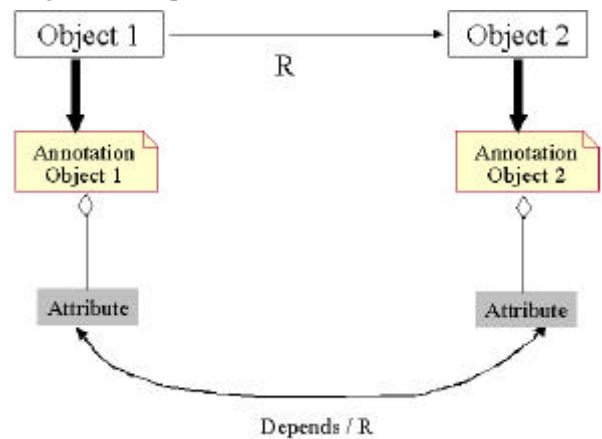 Object 1
Object 2
R
Annotation
Object 1
Annotation
Object 2
Attribute
Attribute
Depends / R